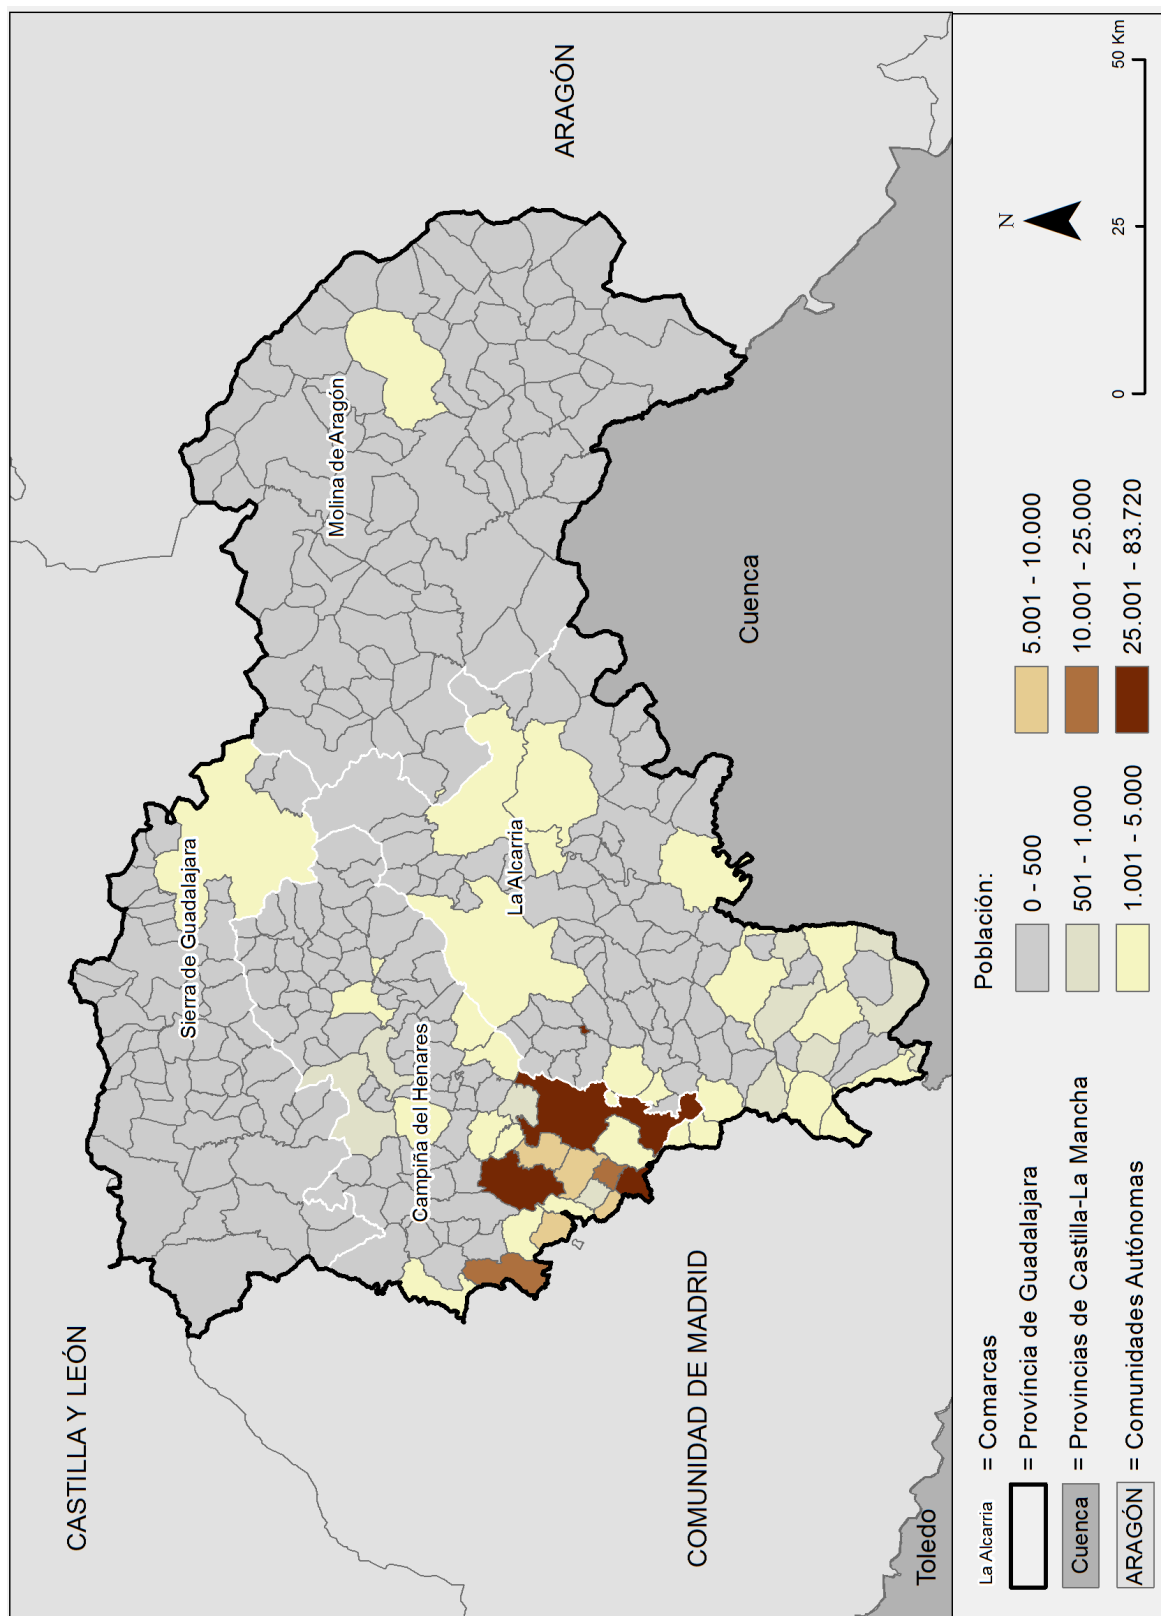 CASTILLA Y LEÓN
ARAGÓN
Sierra de Guadalajara
Molina de Aragón
Campiña del Henares
La Alcarria
COMUNIDAD DE MADRID
Cuenca
Toledo
La Alcarria = Comarcas
= Província de Guadalajara
Cuenca = Provincias de Castilla-La Mancha
ARAGÓN = Comunidades Autónomas
Población:
0 - 500
501 - 1.000
1.001 - 5.000
5.001 - 10.000
10.001 - 25.000
25.001 - 83.720
N
0 25 50 Km